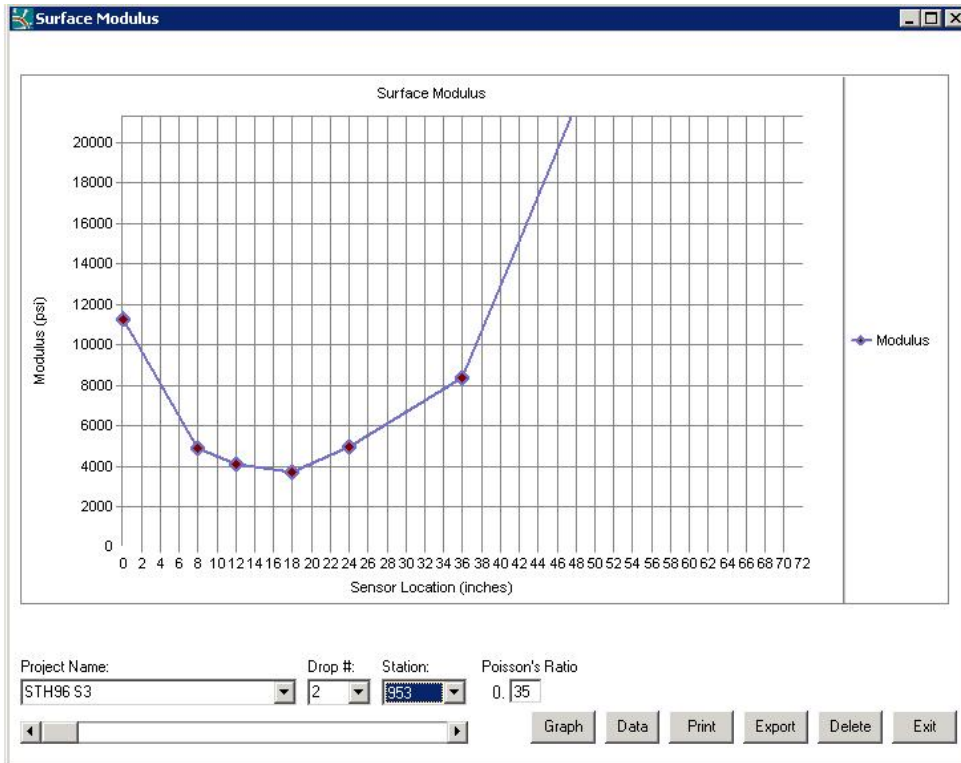 Surface Modulus
Surface Modulus
20000
18000
16000
14000
12000
10000
8000
6000
4000
2000
0
Modulus (psi)
Modulus
0 2 4 6 8 10 12 14 16 18 20 22 24 26 28 30 32 34 36 38 40 42 44 46 48 50 52 54 56 58 60 62 64 66 68 70 72
Sensor Location (inches)
Project Name: Drop #: Station: Poisson's Ratio
STH96 S3 2 953 0. 35
Graph Data Print Export Delete Exit